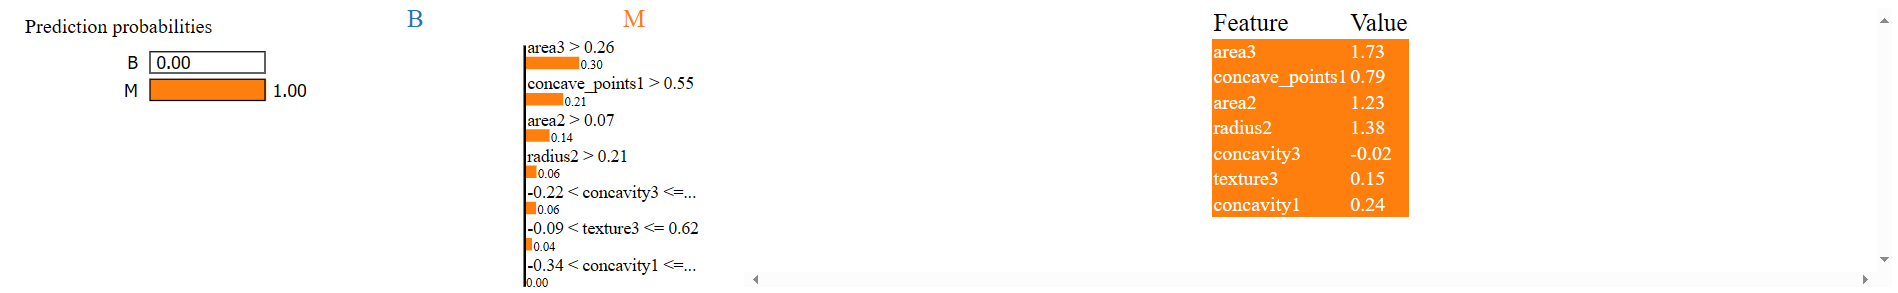 Prediction probabilities
B 0.00
M 1.00
B M
area3 > 0.26
0.30
concave_points1 > 0.55
0.21
area2 > 0.07
0.14
radius2 > 0.21
0.06
-0.22 < concavity3 <=...
0.06
-0.09 < texture3 <= 0.62
0.04
-0.34 < concavity1 <=...
0.00
Feature Value
area3 1.73
concave_points1 0.79
area2 1.23
radius2 1.38
concavity3 -0.02
texture3 0.15
concavity1 0.24